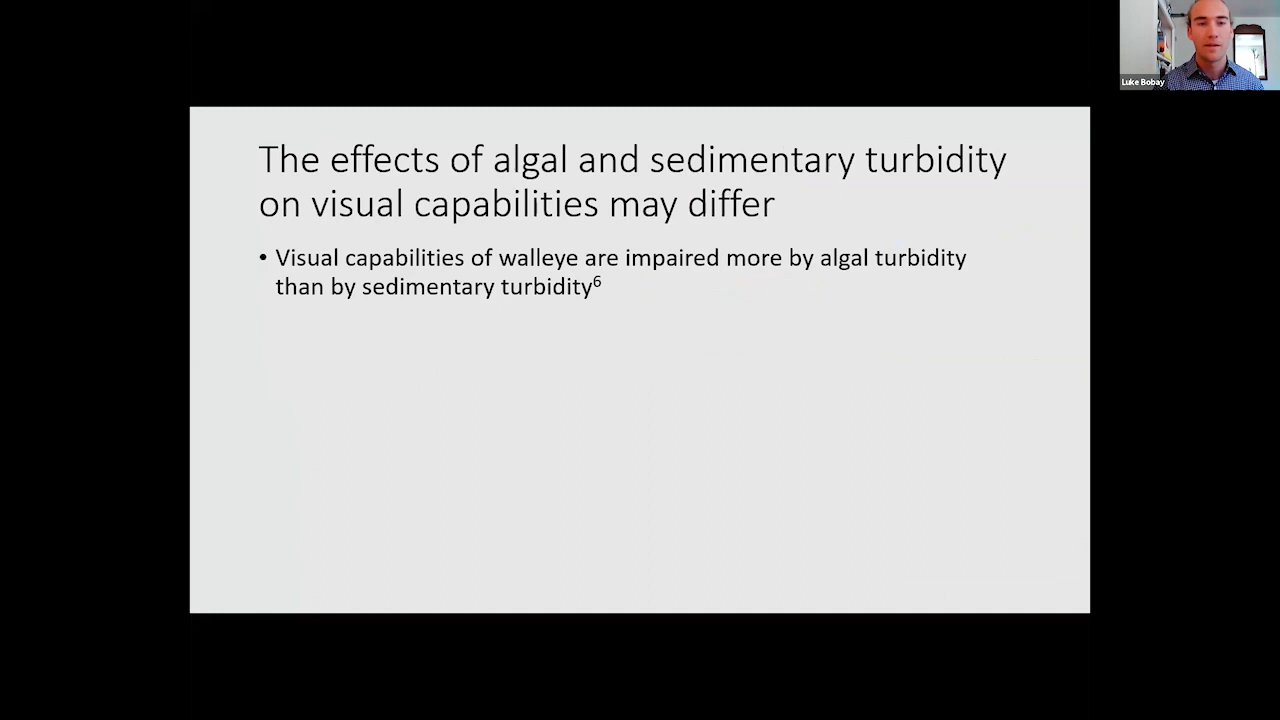 Luke Bobay
The effects of algal and sedimentary turbidity
on visual capabilities may differ
• Visual capabilities of walleye are impaired more by algal turbidity
than by sedimentary turbidity⁶